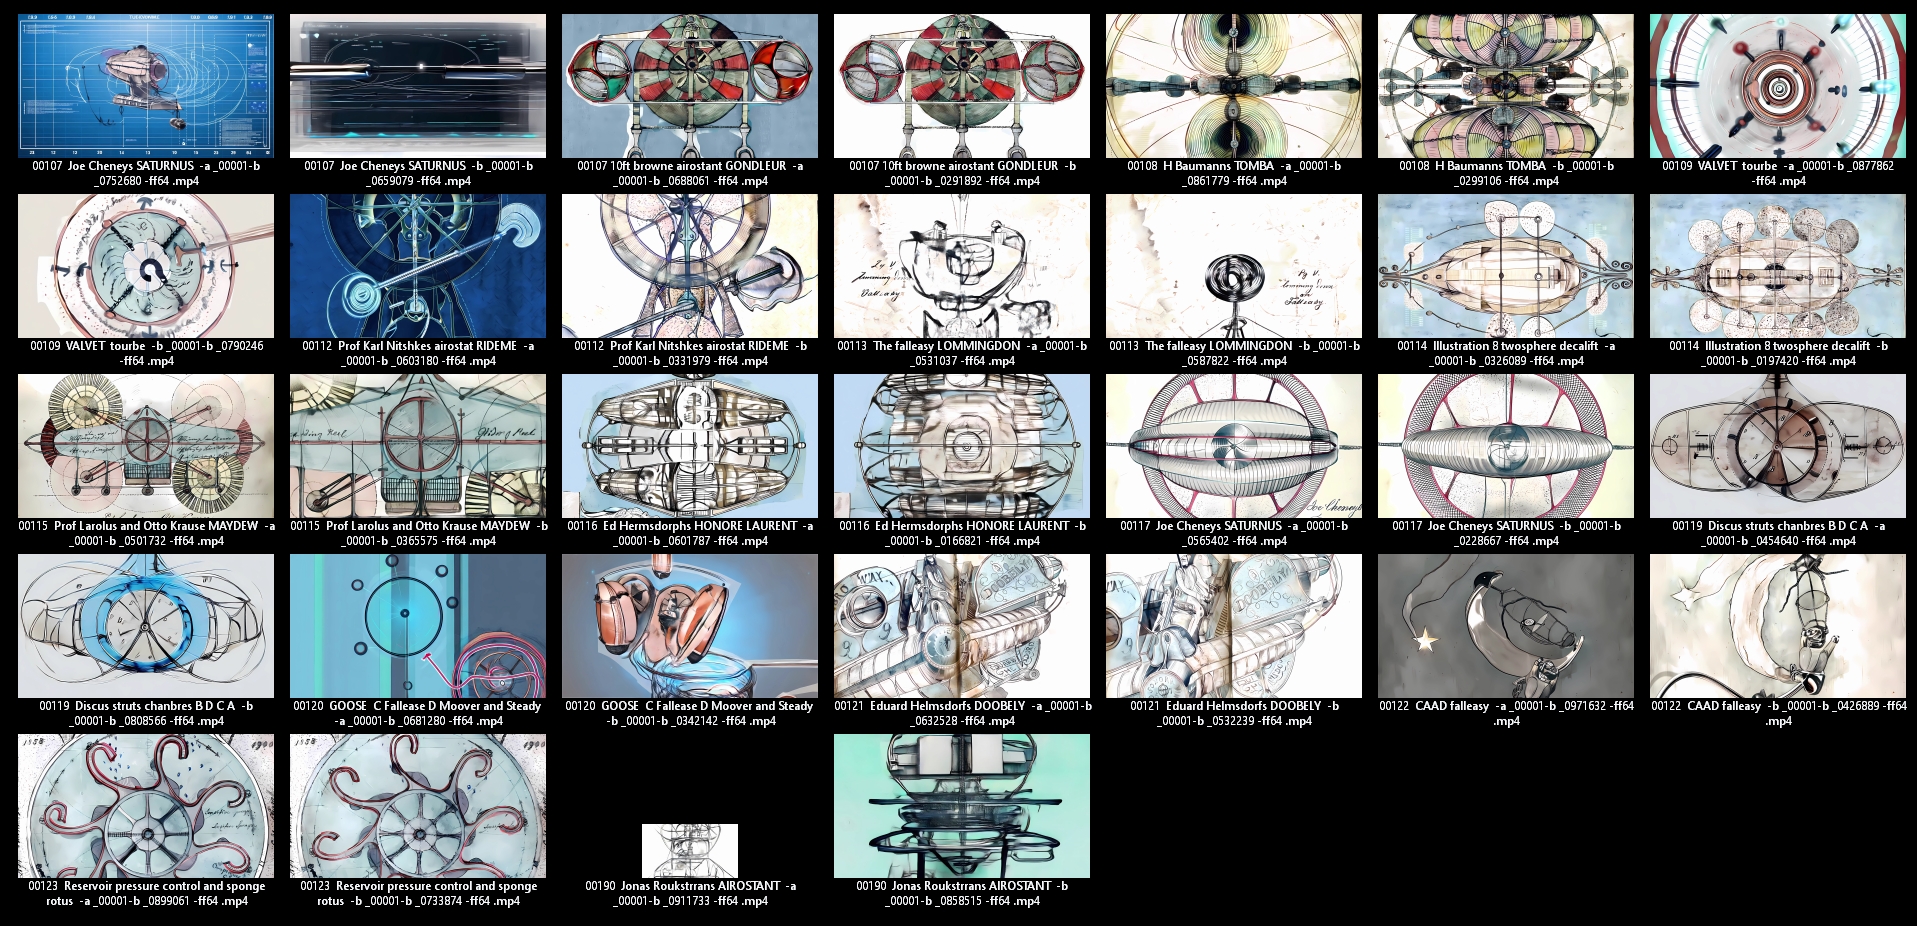 00107 Joe Cheneys SATURNUS -a _00001-b
_0752680 -ff64 .mp4
00107 Joe Cheneys SATURNUS -b _00001-b
_0659079 -ff64 .mp4
00107 10ft browne airostant GONDLEUR -a
_00001-b _0688061 -ff64 .mp4
00107 10ft browne airostant GONDLEUR -b
_00001-b _0291892 -ff64 .mp4
00108 H Baumanns TOMBA -a _00001-b
_0861779 -ff64 .mp4
00108 H Baumanns TOMBA -b _00001-b
_0299106 -ff64 .mp4
00109 VALVET tourbe -a _00001-b _0877862
-ff64 .mp4
00109 VALVET tourbe -b _00001-b _0790246
-ff64 .mp4
00112 Prof Karl Nitshkes airostat RIDEME -a
_00001-b _0603180 -ff64 .mp4
00112 Prof Karl Nitshkes airostat RIDEME -b
_00001-b _0331979 -ff64 .mp4
00113 The falleasy LOMMINGDON -a _00001-b
_0531037 -ff64 .mp4
00113 The falleasy LOMMINGDON -b _00001-b
_0587822 -ff64 .mp4
00114 Illustration 8 twosphere decalift -a
_00001-b _0326089 -ff64 .mp4
00114 Illustration 8 twosphere decalift -b
_00001-b _0197420 -ff64 .mp4
00115 Prof Larolus and Otto Krause MAYDEW -a
_00001-b _0501732 -ff64 .mp4
00115 Prof Larolus and Otto Krause MAYDEW -b
_00001-b _0365575 -ff64 .mp4
00116 Ed Hermsdorphs HONORE LAURENT -a
_00001-b _0601787 -ff64 .mp4
00116 Ed Hermsdorphs HONORE LAURENT -b
_00001-b _0166821 -ff64 .mp4
Joe Cheneys
00117 Joe Cheneys SATURNUS -a _00001-b
_0565402 -ff64 .mp4
00117 Joe Cheneys SATURNUS -b _00001-b
_0228667 -ff64 .mp4
00119 Discus struts chanbres B D C A -a
_00001-b _0454640 -ff64 .mp4
00119 Discus struts chanbres B D C A -b
_00001-b _0808566 -ff64 .mp4
00120 GOOSE C Fallease D Moover and Steady
-a _00001-b _0681280 -ff64 .mp4
00120 GOOSE C Fallease D Moover and Steady
-b _00001-b _0342142 -ff64 .mp4
00121 Eduard Helmsdorfs DOOBELY -a _00001-b
_0632528 -ff64 .mp4
00121 Eduard Helmsdorfs DOOBELY -b
_00001-b _0532239 -ff64 .mp4
00122 CAAD falleasy -a _00001-b _0971632 -ff64
.mp4
00122 CAAD falleasy -b _00001-b _0426889 -ff64
.mp4
00123 Reservoir pressure control and sponge
rotus -a _00001-b _0899061 -ff64 .mp4
00123 Reservoir pressure control and sponge
rotus -b _00001-b _0733874 -ff64 .mp4
00190 Jonas Roukstrrans AIROSTANT -a
_00001-b _0911733 -ff64 .mp4
00190 Jonas Roukstrrans AIROSTANT -b
_00001-b _0858515 -ff64 .mp4